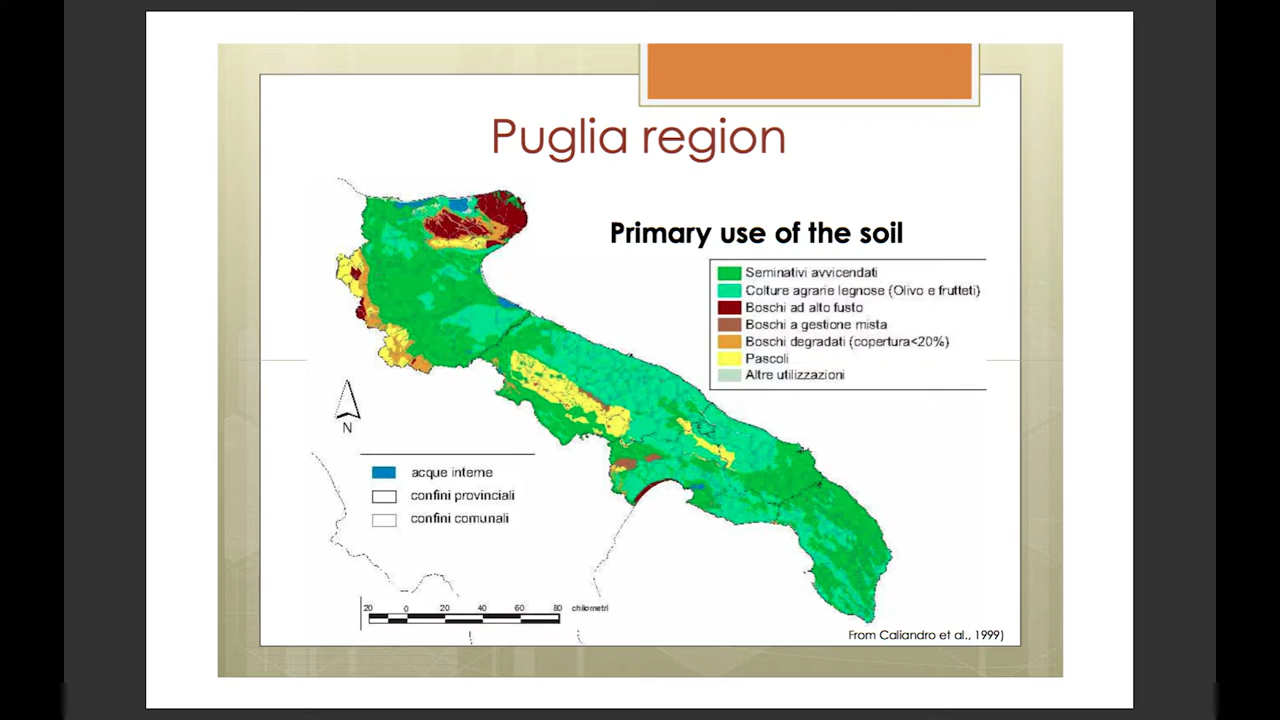 Puglia region
Primary use of the soil
Seminativi avvicendati
Colture agrarie legnose (Olivo e frutteti)
Boschi ad alto fusto
Boschi a gestione mista
Boschi degradati (copertura<20%)
Pascoli
Altre utilizzazioni
N
acque interne
confini provinciali
confini comunali
20 0 20 40 60 80 chilometri
From Caliandro et al., 1999)